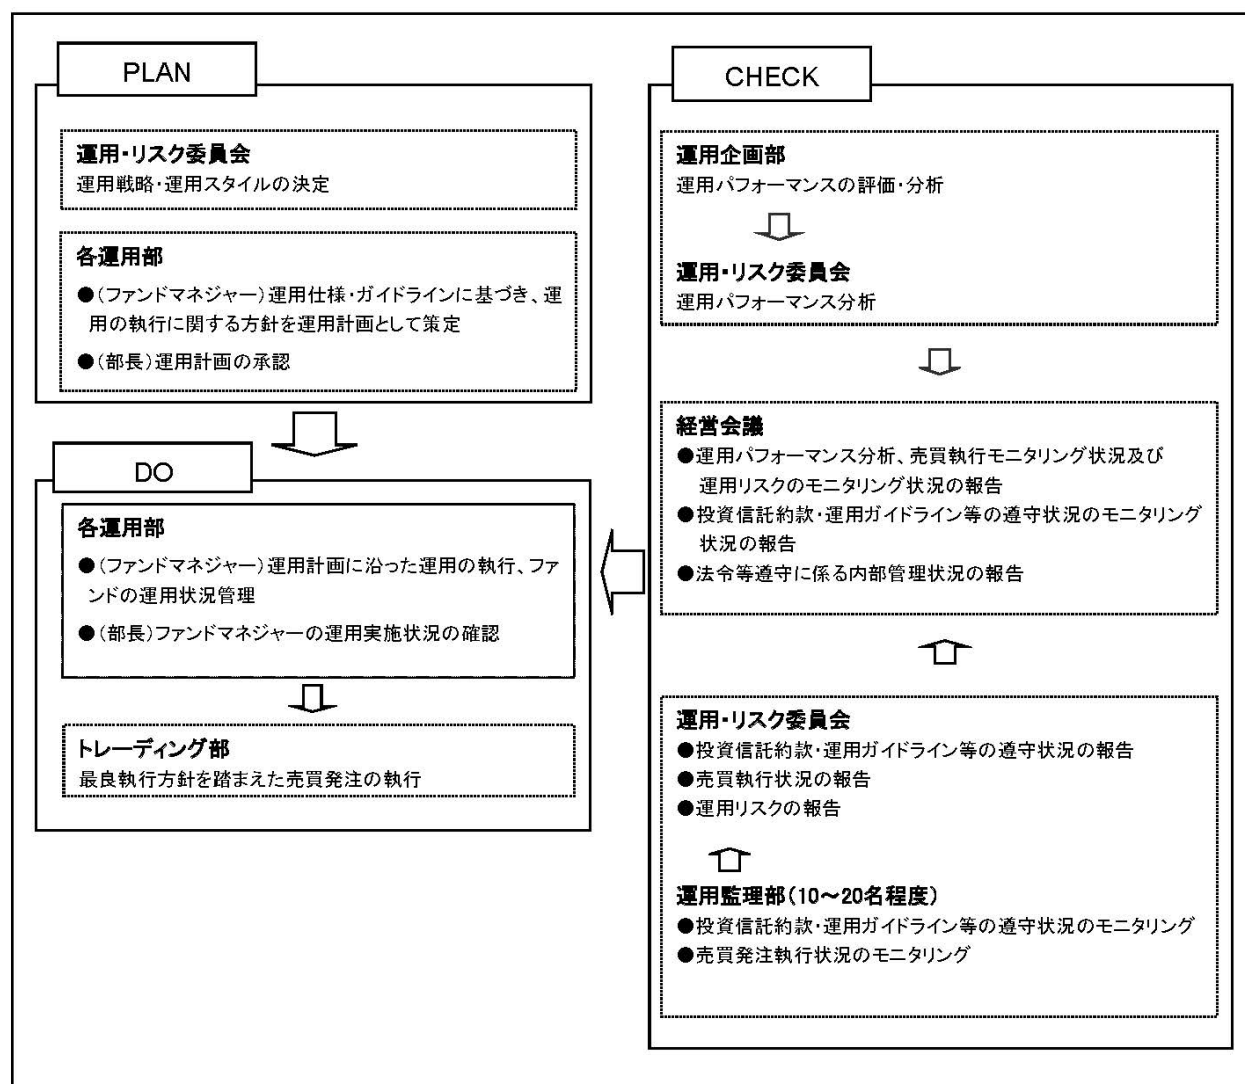 PLAN
運用・リスク委員会
運用戦略・運用スタイルの決定
各運用部
●（ファンドマネジャー）運用仕様・ガイドラインに基づき、運
用の執行に関する方針を運用計画として策定
●（部長）運用計画の承認
DO
各運用部
●（ファンドマネジャー）運用計画に沿った運用の執行、ファ
ンドの運用状況管理
●（部長）ファンドマネジャーの運用実施状況の確認
トレーディング部
最良執行方針を踏まえた売買発注の執行
CHECK
運用企画部
運用パフォーマンスの評価・分析
運用・リスク委員会
運用パフォーマンス分析
経営会議
●運用パフォーマンス分析、売買執行モニタリング状況及び
運用リスクのモニタリング状況の報告
●投資信託約款・運用ガイドライン等の遵守状況のモニタリング
状況の報告
●法令等遵守に係る内部管理状況の報告
運用・リスク委員会
●投資信託約款・運用ガイドライン等の遵守状況の報告
●売買執行状況の報告
●運用リスクの報告
運用監理部（10～20名程度）
●投資信託約款・運用ガイドライン等の遵守状況のモニタリング
●売買発注執行状況のモニタリング